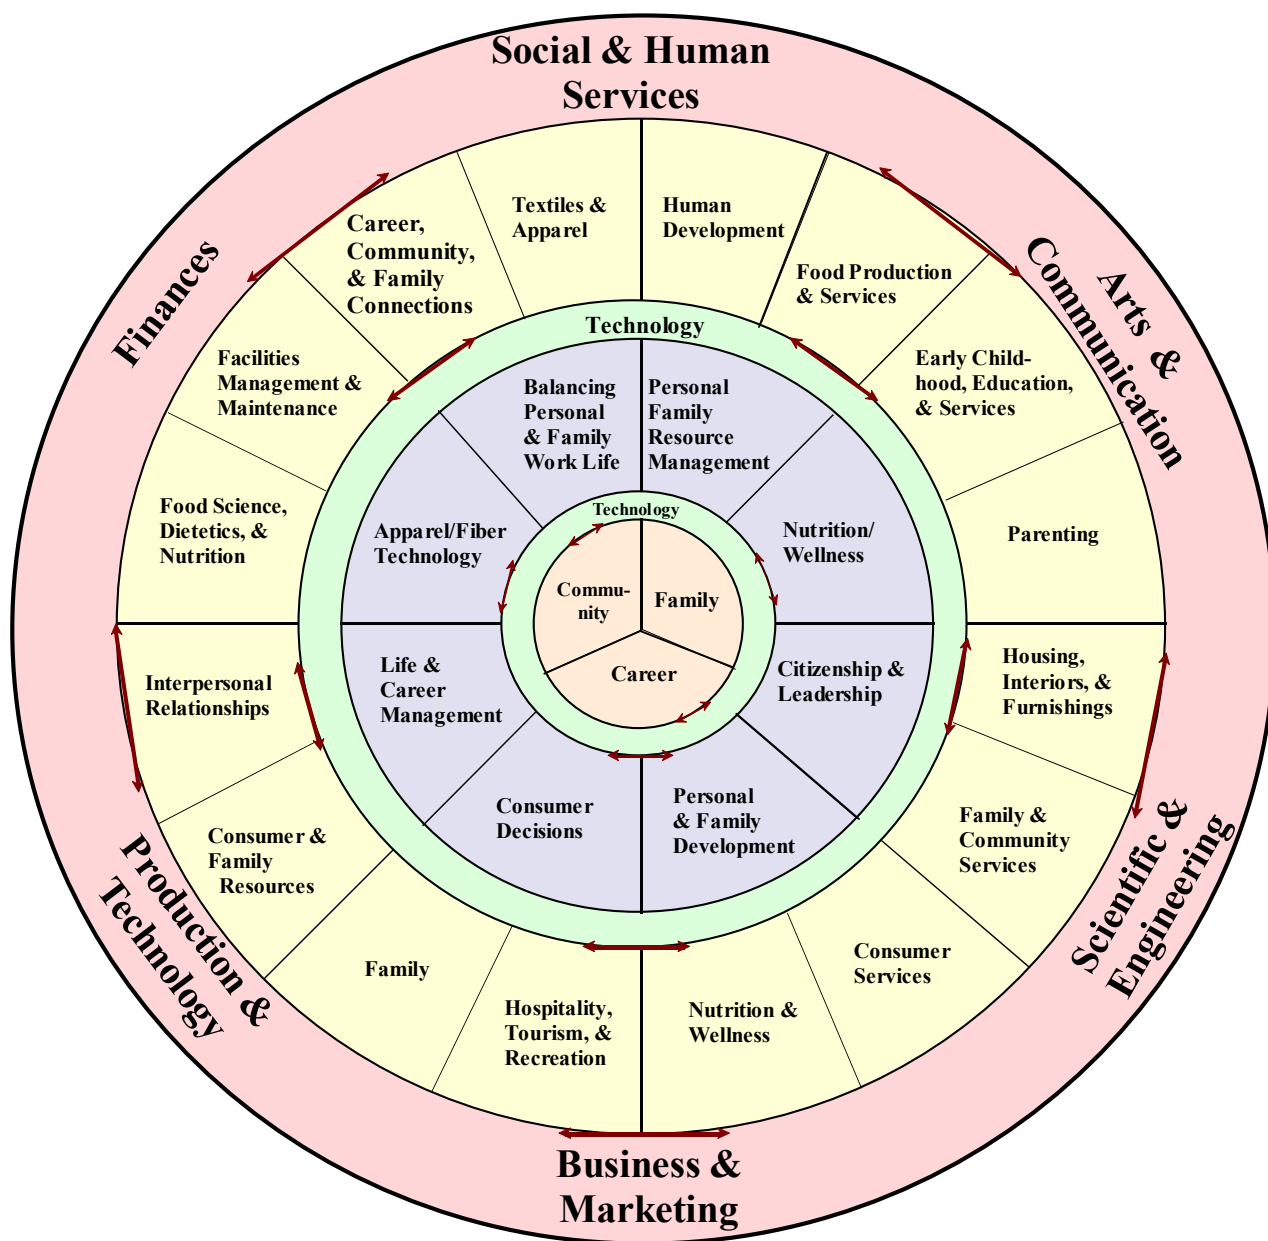 Social & Human
Services
Arts &
Communication
Scientific &
Engineering
Business &
Marketing
Production &
Technology
Finances
Human
Development
Food Production
& Services
Early Child-
hood, Education,
& Services
Parenting
Housing,
Interiors, &
Furnishings
Family &
Community
Services
Consumer
Services
Nutrition &
Wellness
Hospitality,
Tourism, &
Recreation
Family
Consumer &
Family
Resources
Interpersonal
Relationships
Food Science,
Dietetics, &
Nutrition
Facilities
Management &
Maintenance
Career,
Community,
& Family
Connections
Textiles &
Apparel
Technology
Personal
Family
Resource
Management
Nutrition/
Wellness
Citizenship &
Leadership
Personal
& Family
Development
Consumer
Decisions
Life &
Career
Management
Apparel/Fiber
Technology
Balancing
Personal
& Family
Work Life
Technology
Commu-
nity
Family
Career